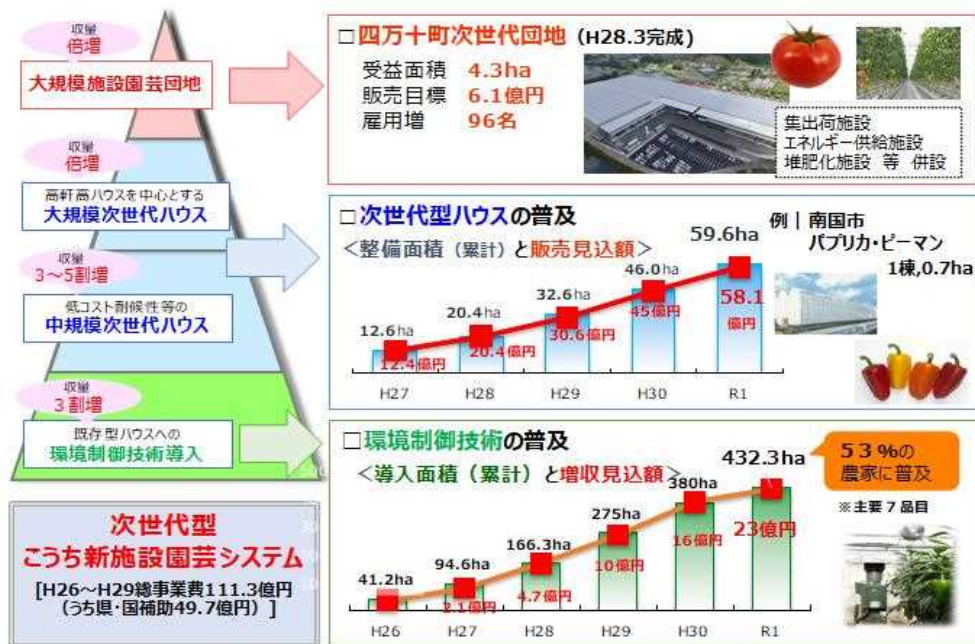 収量
倍増
大規模施設園芸団地
収量
倍増
高軒高ハウスを中心とする
大規模次世代ハウス
収量
3～5割増
低コスト耐候性等の
中規模次世代ハウス
収量
3割増
既存型ハウスへの
環境制御技術導入
次世代型
こうち新施設園芸システム
[H26～H29総事業費111.3億円
（うち県・国補助49.7億円）]
□四万十町次世代団地（H28.3完成）
受益面積 4.3ha
販売目標 6.1億円
雇用増 96名
集出荷施設
エネルギー供給施設
堆肥化施設 等 併設
□次世代型ハウスの普及
＜整備面積（累計）と販売見込額＞
例｜南国市
パプリカ・ピーマン
1棟,0.7ha
12.6ha
20.4ha
32.6ha
46.0ha
59.6ha
12.4億円
20.4億円
30.6億円
45億円
58.1
億円
H27 H28 H29 H30 R1
□環境制御技術の普及
＜導入面積（累計）と増収見込額＞
53%の
農家に普及
※主要7品目
41.2ha
94.6ha
166.3ha
275ha
380ha
432.3ha
2.1億円
4.7億円
10億円
16億円
23億円
H26 H27 H28 H29 H30 R1